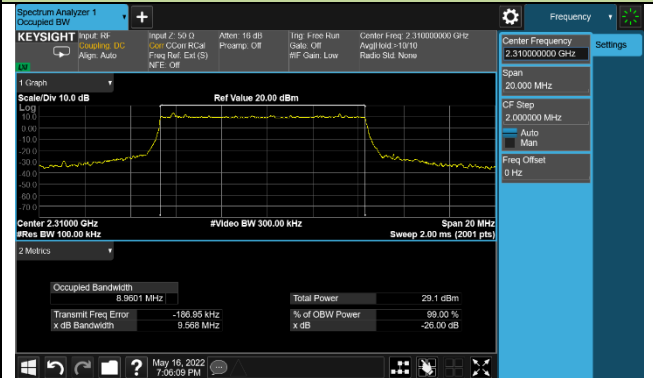 Spectrum Analyzer 1
Occupied BW
Frequency
KEYSIGHT
Input: RF
Coupling: DC
Align: Auto
Input Z: 50 Ω
Corr CCorr RCal
Freq Ref: Ext (S)
NFE: Off
Atten: 16 dB
Preamp: Off
Trig: Free Run
Gate: Off
#IF Gain: Low
Center Freq: 2.310000000 GHz
Avg|Hold:>10/10
Radio Std: None
Center Frequency
2.310000000 GHz
Settings
Span
20.000 MHz
CF Step
2.000000 MHz
Auto
Man
Freq Offset
0 Hz
1 Graph
Scale/Div 10.0 dB
Ref Value 20.00 dBm
Log
10.0
0.00
-10.0
-20.0
-30.0
-40.0
-50.0
-60.0
-70.0
Center 2.31000 GHz
#Video BW 300.00 kHz
Span 20 MHz
#Res BW 100.00 kHz
Sweep 2.00 ms (2001 pts)
2 Metrics
Occupied Bandwidth
8.9601 MHz
Total Power
29.1 dBm
Transmit Freq Error
-186.95 kHz
% of OBW Power
99.00 %
x dB Bandwidth
9.568 MHz
x dB
-26.00 dB
?
May 16, 2022
7:06:09 PM